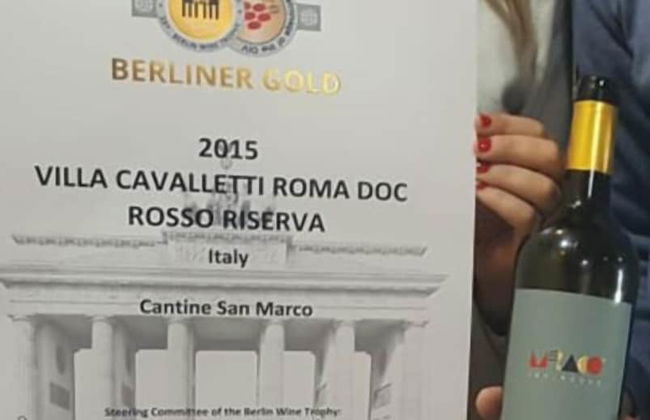 BERLINER GOLD
2015
VILLA CAVALLETTI ROMA DOC
ROSSO RISERVA
Italy
Cantine San Marco
Steering Committee of the Berlin Wine Trophy: